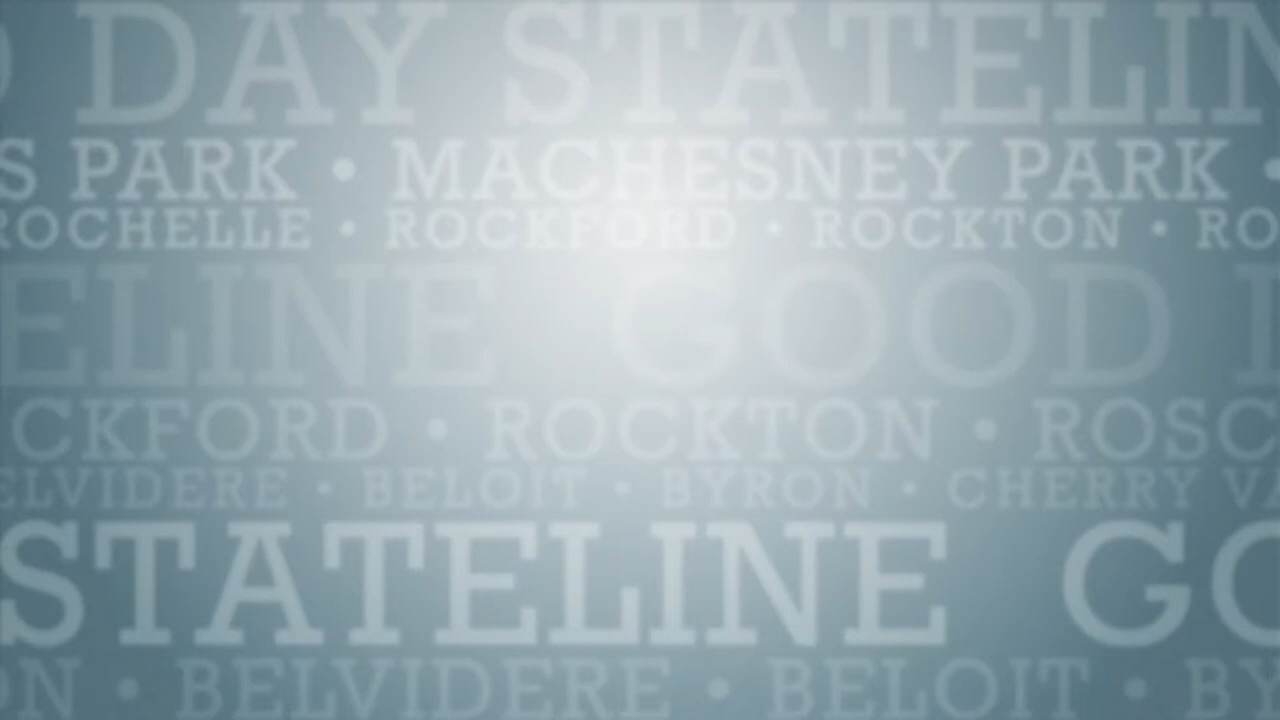 DAY STATELIN
S PARK • MACHESNEY PARK •
ROCHELLE • ROCKFORD • ROCKTON • RO
ELINE GOOD D
CKFORD • ROCKTON • ROSC
ELVIDERE • BELOIT • BYRON • CHERRY VA
STATELINE GO
ON • BELVIDERE • BELOIT • BY